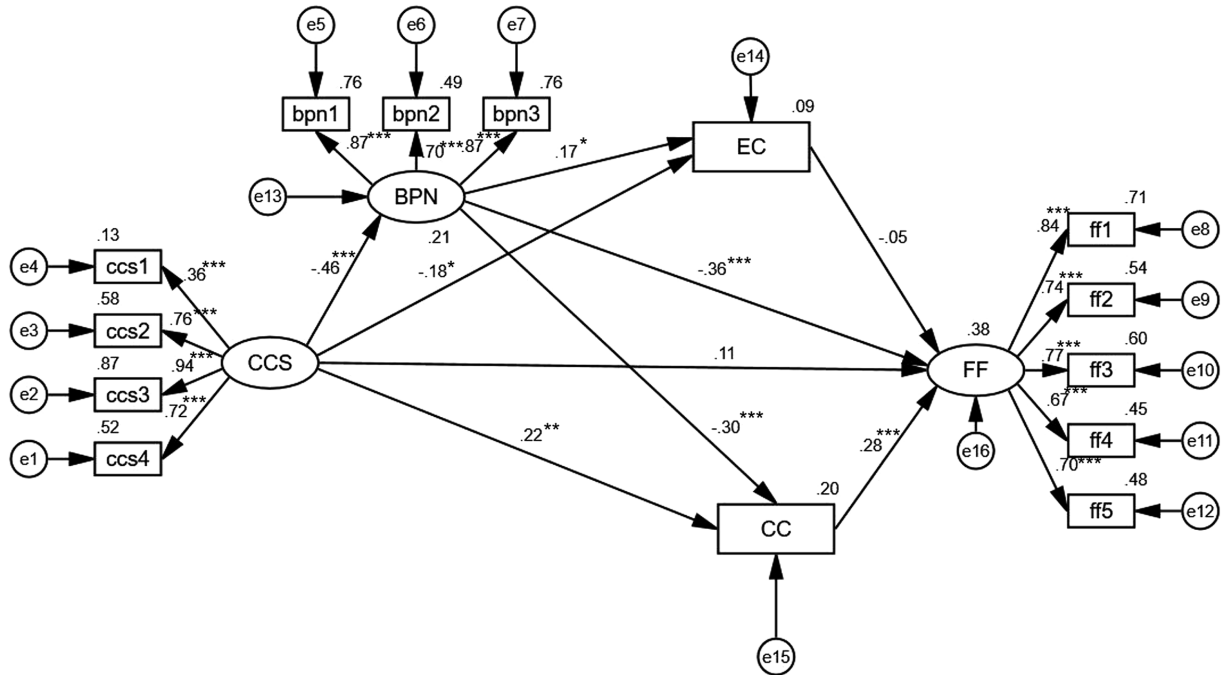 e5 e6 e7
e14
.76 .49 .76
.09
bpn1 bpn2 bpn3
EC
.87*** .70*** .87***
.17*
e13
BPN
.21
-.05
.84*** .71
ff1 e8
.13
e4 ccs1
.36***
-.46***
-.18*
-.36***
.74*** .54
ff2 e9
.58
e3 ccs2
.76***
.38
.77*** .60
CCS
.11
FF
ff3 e10
.87
e2 ccs3
.94***
.67*** .45
.72***
.52
e1 ccs4
.22**
-.30***
.28***
e16
ff4 e11
.70*** .48
.20
CC
ff5 e12
e15